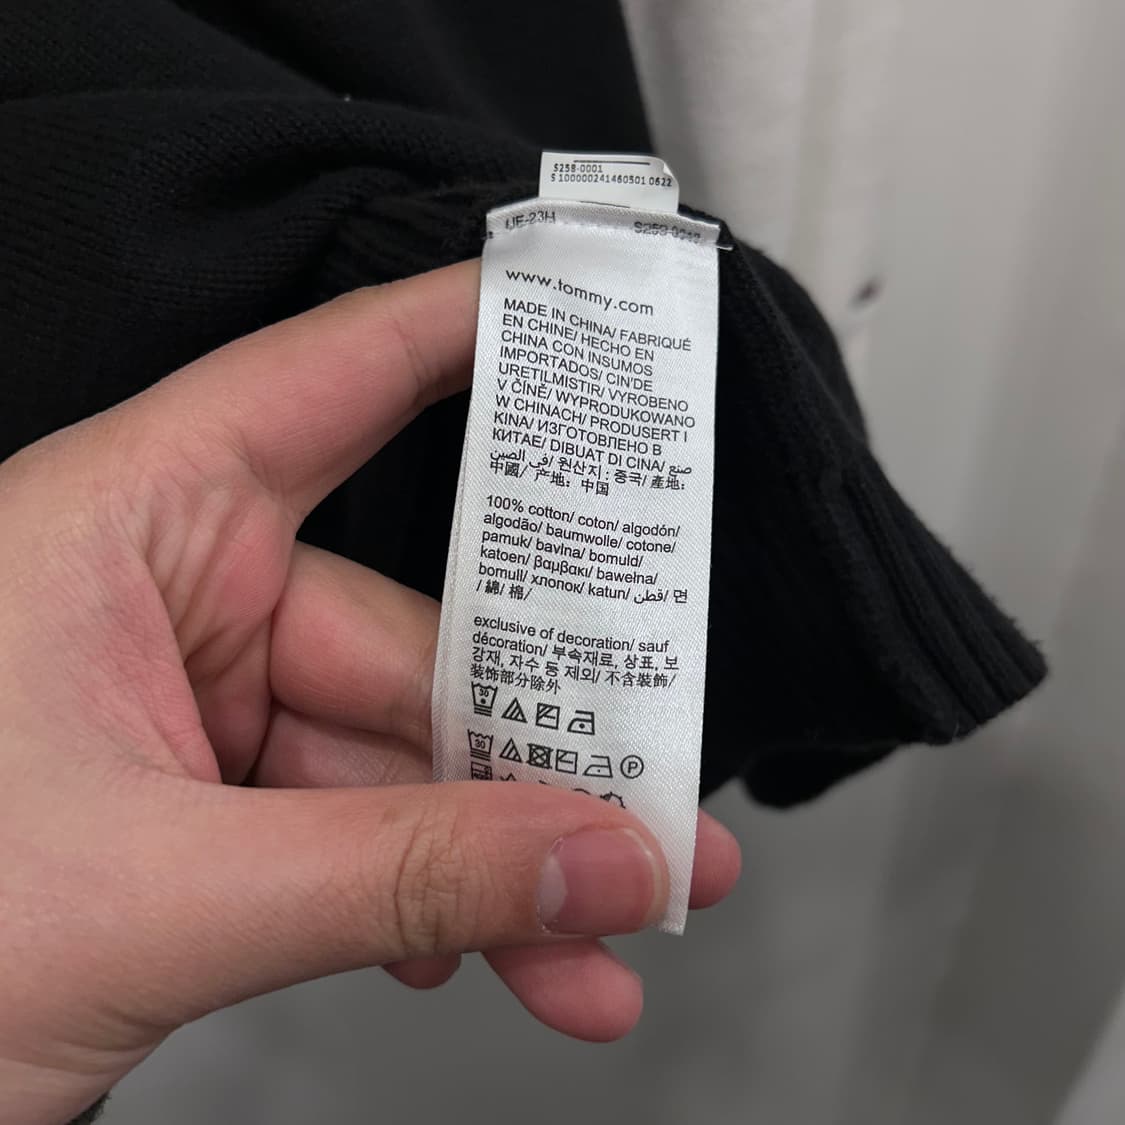 S258-0001
S 100000241460501 0622
UE-23H
www.tommy.com
MADE IN CHINA/ FABRIQUÉ
EN CHINE/ HECHO EN
CHINA CON INSUMOS
IMPORTADOS/ CIN'DE
URETILMISTIR/ VYROBENO
V ČÍNĚ/ WYPRODUKOWANO
W CHINACH/ PRODUSERT I
KINA/ ИЗГОТОВЛЕНО В
КИТАЕ/ DIBUAT DI CINA/ صنع
في الصين/ 원산지 : 중국/ 產地:
中國/ 产地: 中国
100% cotton/ coton/ algodón/
algodão/ baumwolle/ cotone/
pamuk/ bavlna/ bomuld/
katoen/ βαμβακι/ bawełna/
bomull/ хлопок/ katun/ قطن/ 면
/ 綿/ 棉/
exclusive of decoration/ sauf
décoration/ 부속재료, 상표, 보
강재, 자수 등 제외/ 不含裝飾/
装饰部分除外
30
30 P